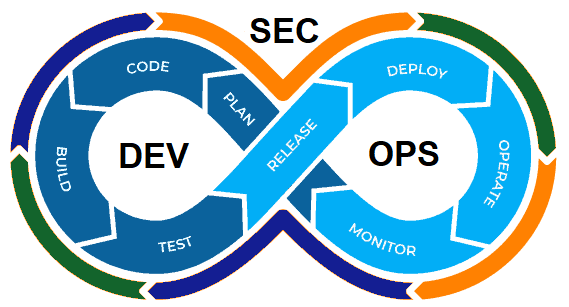 SEC
DEV
OPS
PLAN
CODE
BUILD
TEST
RELEASE
DEPLOY
OPERATE
MONITOR